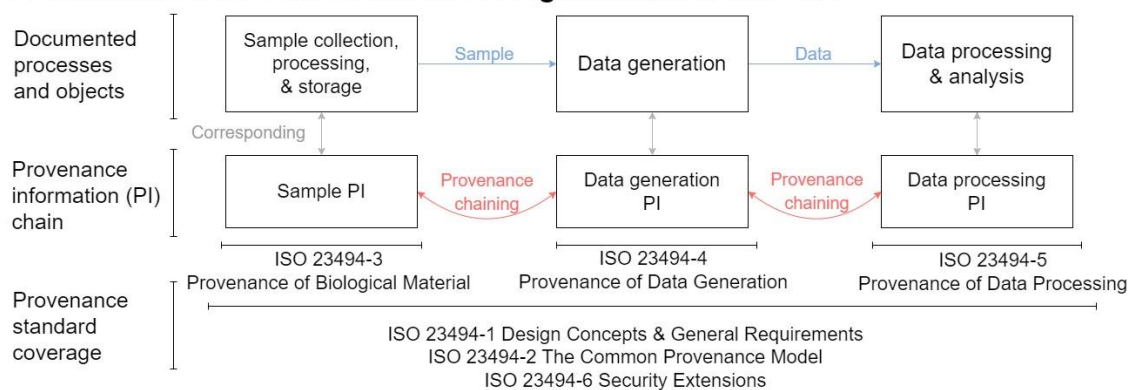 Documented
processes
and objects
Sample collection,
processing,
& storage
Sample
Data generation
Data
Data processing
& analysis
Corresponding
Provenance
information (PI)
chain
Sample PI
Provenance
chaining
Data generation
PI
Provenance
chaining
Data processing
PI
ISO 23494-3
Provenance of Biological Material
ISO 23494-4
Provenance of Data Generation
ISO 23494-5
Provenance of Data Processing
Provenance
standard
coverage
ISO 23494-1 Design Concepts & General Requirements
ISO 23494-2 The Common Provenance Model
ISO 23494-6 Security Extensions